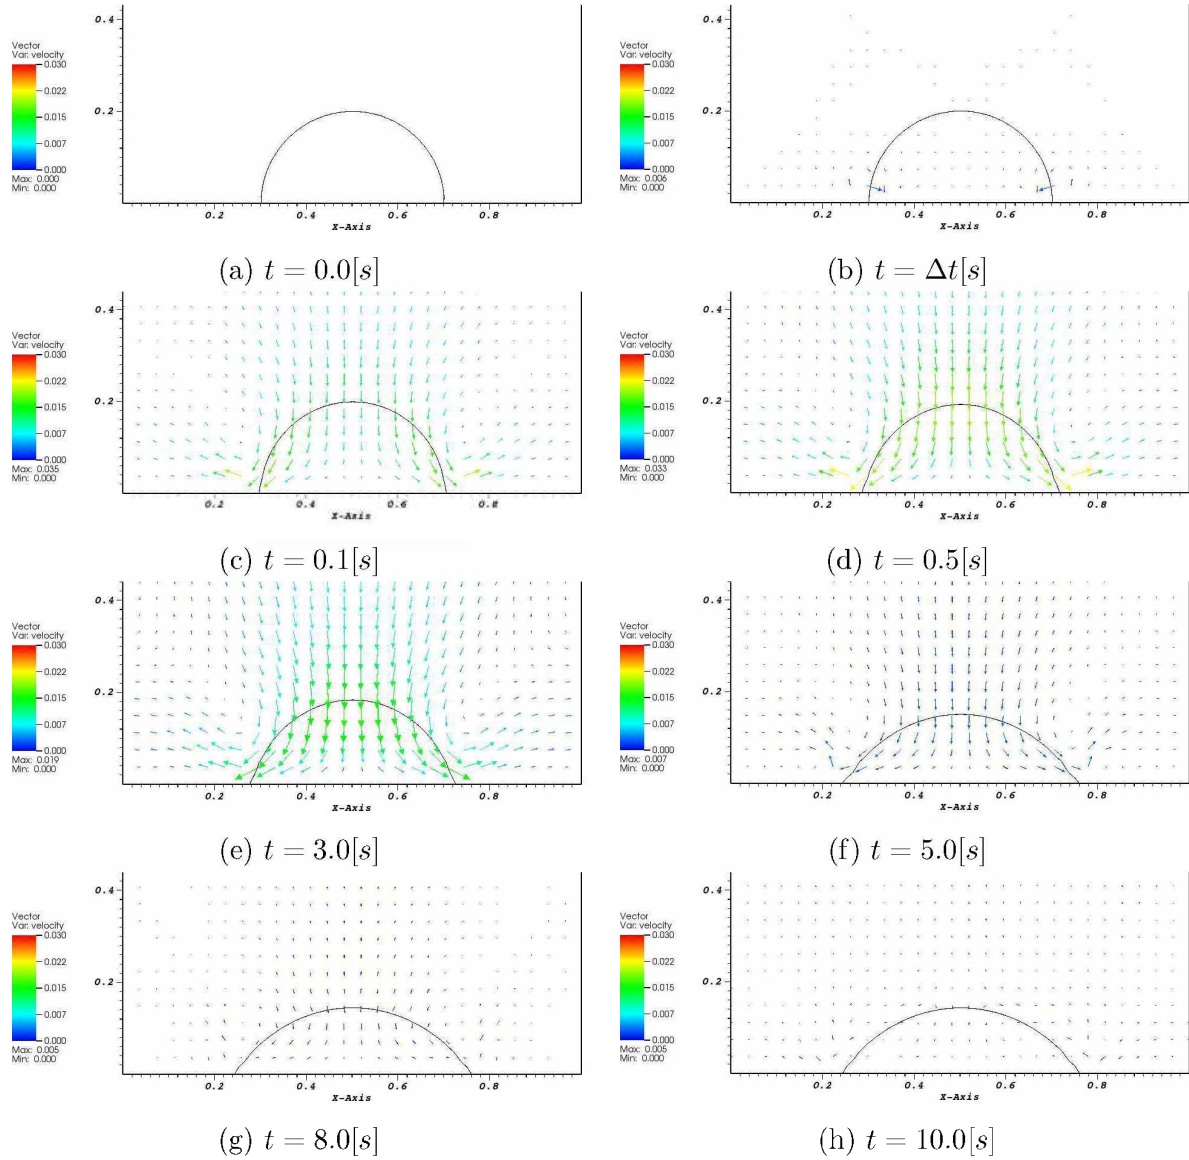 0.4
Vector
Var: velocity
0.030
0.022
0.015
0.007
0.000
Max: 0.000
Min: 0.000
0.2
0.2 0.4 0.6 0.8
X-Axis
(a) t = 0.0[s]
0.4
Vector
Var: velocity
0.030
0.022
0.015
0.007
0.000
Max: 0.006
Min: 0.000
0.2
0.2 0.4 0.6 0.8
X-Axis
(b) t = Δt[s]
0.4
Vector
Var: velocity
0.030
0.022
0.015
0.007
0.000
Max: 0.035
Min: 0.000
0.2
0.2 0.4 0.6 0.8
X-Axis
(c) t = 0.1[s]
0.4
Vector
Var: velocity
0.030
0.022
0.015
0.007
0.000
Max: 0.033
Min: 0.000
0.2
0.2 0.4 0.6 0.8
X-Axis
(d) t = 0.5[s]
0.4
Vector
Var: velocity
0.030
0.022
0.015
0.007
0.000
Max: 0.019
Min: 0.000
0.2
0.2 0.4 0.6 0.8
X-Axis
(e) t = 3.0[s]
0.4
Vector
Var: velocity
0.030
0.022
0.015
0.007
0.000
Max: 0.007
Min: 0.000
0.2
0.2 0.4 0.6 0.8
X-Axis
(f) t = 5.0[s]
0.4
Vector
Var: velocity
0.030
0.022
0.015
0.007
0.000
Max: 0.005
Min: 0.000
0.2
0.2 0.4 0.6 0.8
X-Axis
(g) t = 8.0[s]
0.4
Vector
Var: velocity
0.030
0.022
0.015
0.007
0.000
Max: 0.005
Min: 0.000
0.2
0.2 0.4 0.6 0.8
X-Axis
(h) t = 10.0[s]